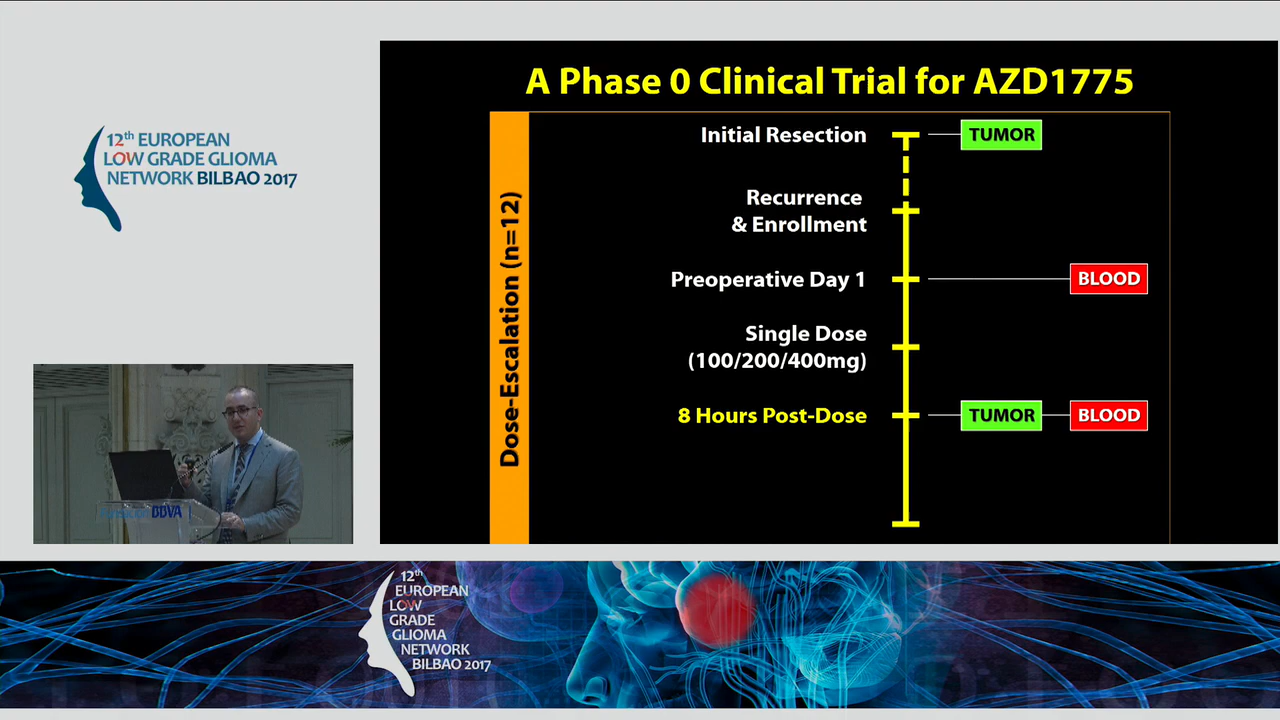 12th EUROPEAN
LOW GRADE GLIOMA
NETWORK BILBAO 2017
A Phase 0 Clinical Trial for AZD1775
Dose-Escalation (n=12)
Initial Resection
TUMOR
Recurrence
& Enrollment
Preoperative Day 1
BLOOD
Single Dose
(100/200/400mg)
8 Hours Post-Dose
TUMOR
BLOOD
BBVA
12th
EUROPEAN
LOW
GRADE
GLIOMA
NETWORK
BILBAO 2017